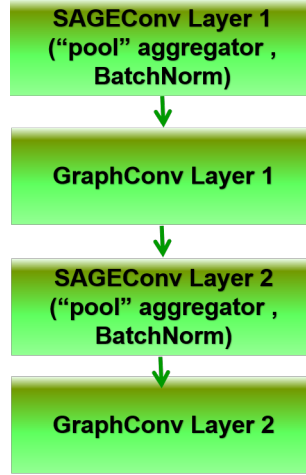 SAGEConv Layer 1
(“pool” aggregator ,
BatchNorm)
GraphConv Layer 1
SAGEConv Layer 2
(“pool” aggregator ,
BatchNorm)
GraphConv Layer 2